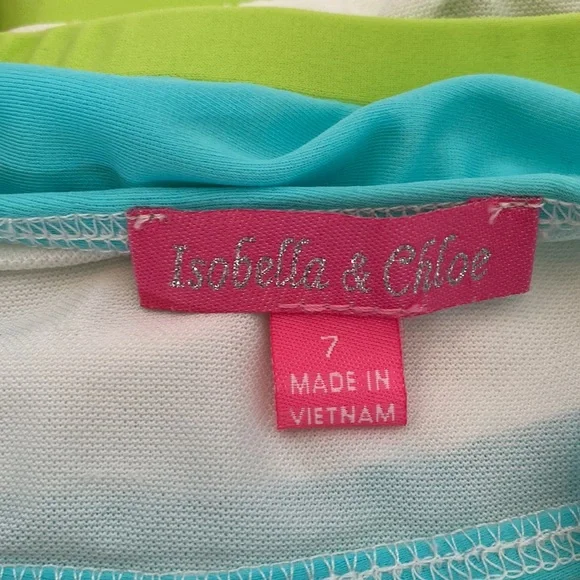 Isobella & Chloe
7
MADE IN
VIETNAM